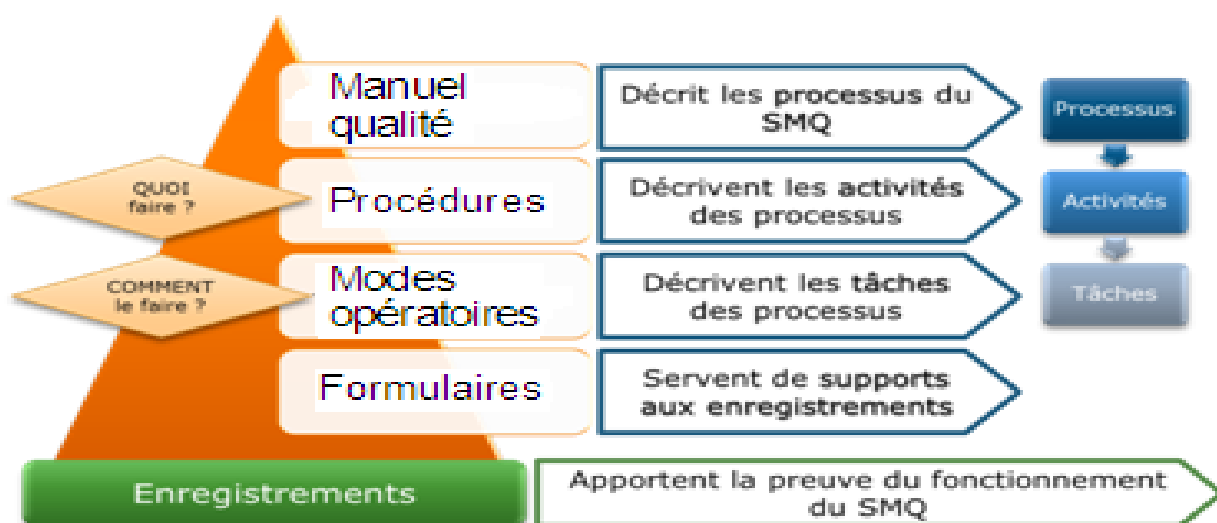 Manuel
qualité
Décrit les processus du
SMQ
Processus
QUOI
faire ?
Procédures
Décrivent les activités
des processus
Activités
COMMENT
le faire ?
Modes
opératoires
Décrivent les tâches
des processus
Tâches
Formulaires
Servent de supports
aux enregistrements
Enregistrements
Apportent la preuve du fonctionnement
du SMQ